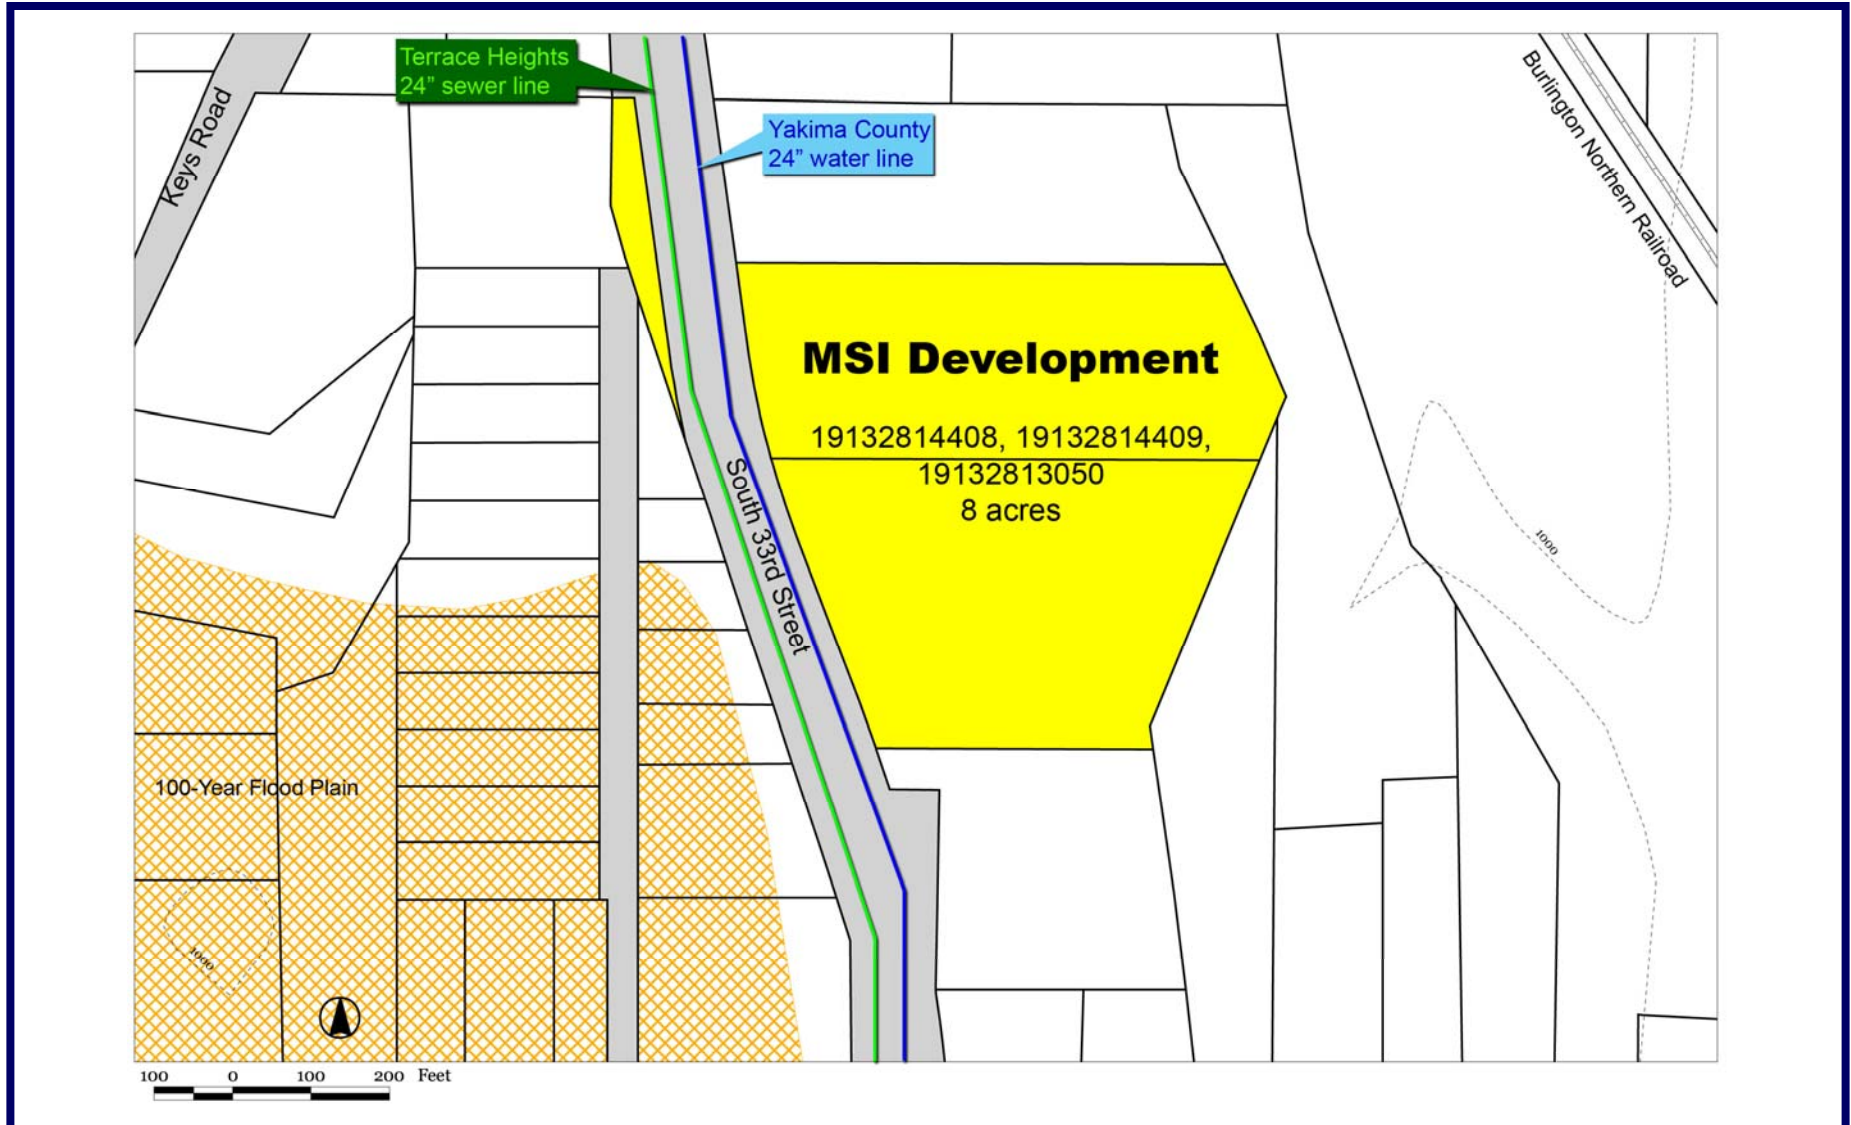 Terrace Heights
24” sewer line
Keys Road
Yakima County
24” water line
Burlington Northern Railroad
MSI Development
19132814408, 19132814409,
19132813050
8 acres
South 33rd Street
1000
100-Year Flood Plain
1000
100 0 100 200 Feet